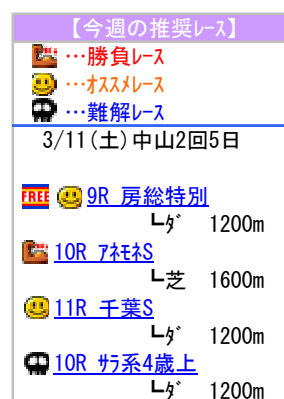 【今週の推奨ﾚｰｽ】
…勝負ﾚｰｽ
…ｵｽｽﾒﾚｰｽ
…難解ﾚｰｽ
3/11(土)中山2回5日
FREE 9R 房総特別
┗ﾀﾞ 1200m
10R ｱﾈﾓﾈS
┗芝 1600m
11R 千葉S
┗ﾀﾞ 1200m
10R ｻﾗ系4歳上
┗ﾀﾞ 1200m